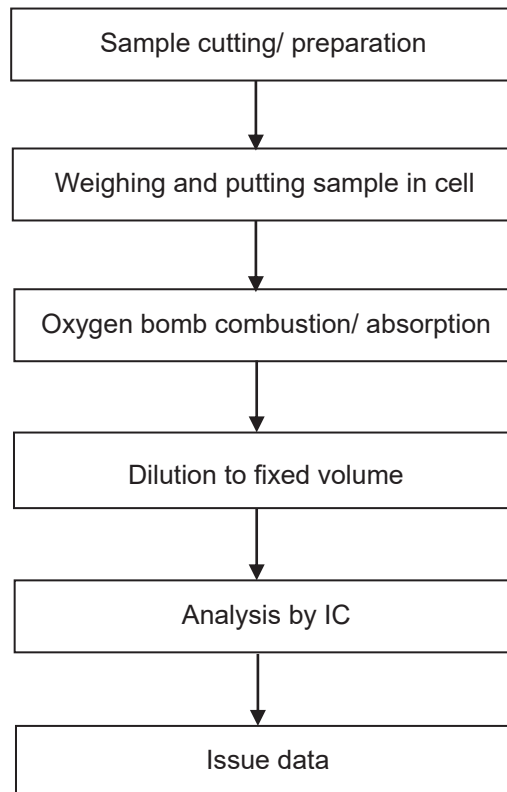 Sample cutting/ preparation
Weighing and putting sample in cell
Oxygen bomb combustion/ absorption
Dilution to fixed volume
Analysis by IC
Issue data